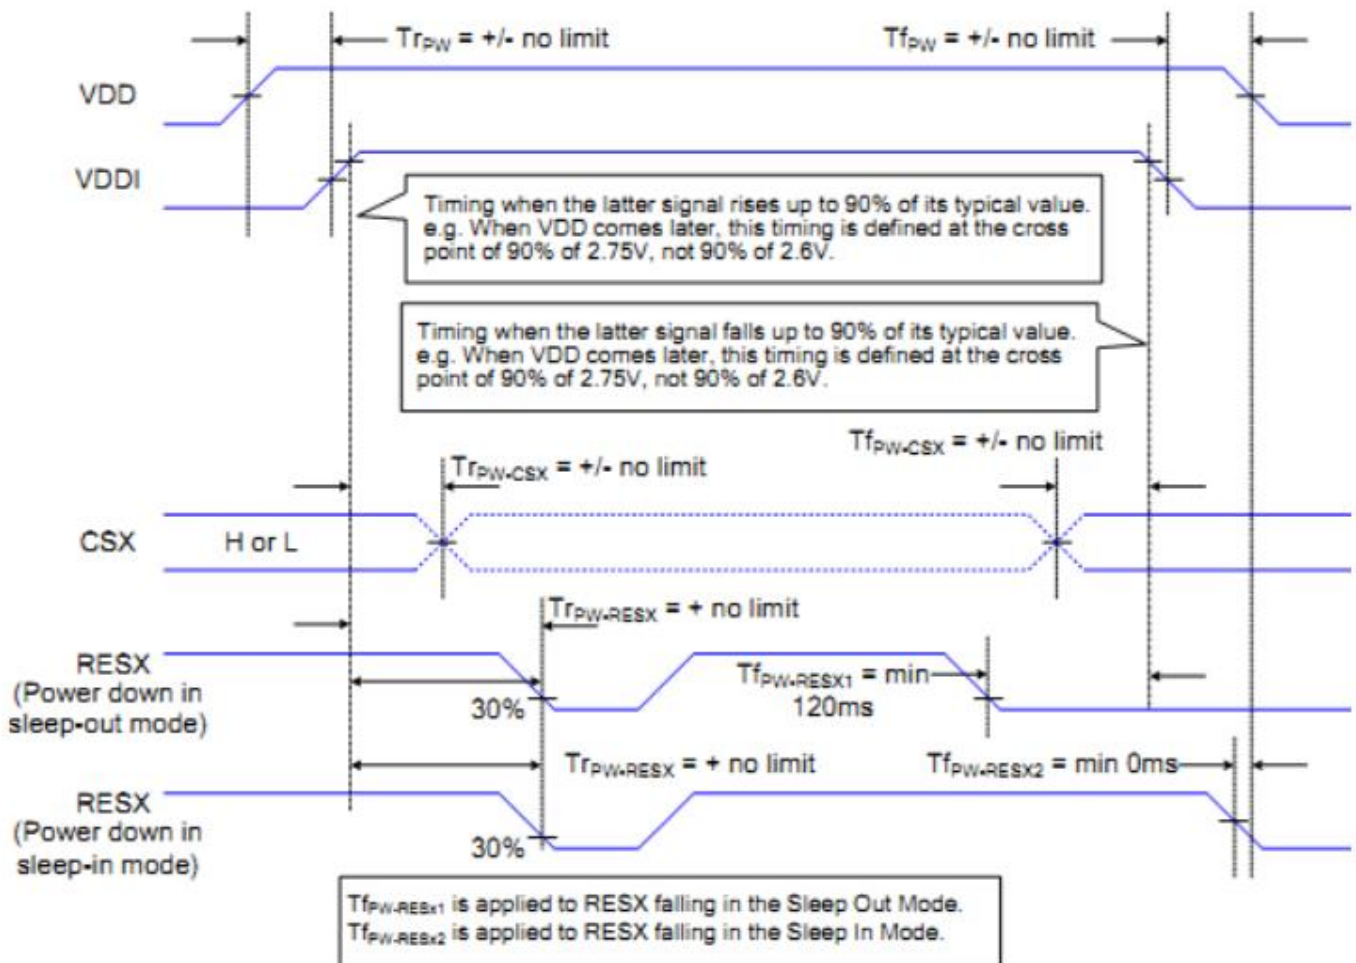 TrPW = +/- no limit
TfPW = +/- no limit
VDD
VDDI
Timing when the latter signal rises up to 90% of its typical value.
e.g. When VDD comes later, this timing is defined at the cross
point of 90% of 2.75V, not 90% of 2.6V.
Timing when the latter signal falls up to 90% of its typical value.
e.g. When VDD comes later, this timing is defined at the cross
point of 90% of 2.75V, not 90% of 2.6V.
TfPW-CSX = +/- no limit
TrPW-CSX = +/- no limit
CSX
H or L
TrPW-RESX = + no limit
RESX
(Power down in
sleep-out mode)
30%
TfPW-RESX1 = min
120ms
TrPW-RESX = + no limit
TfPW-RESX2 = min 0ms
RESX
(Power down in
sleep-in mode)
30%
TfPW-RESx1 is applied to RESX falling in the Sleep Out Mode.
TfPW-RESx2 is applied to RESX falling in the Sleep In Mode.